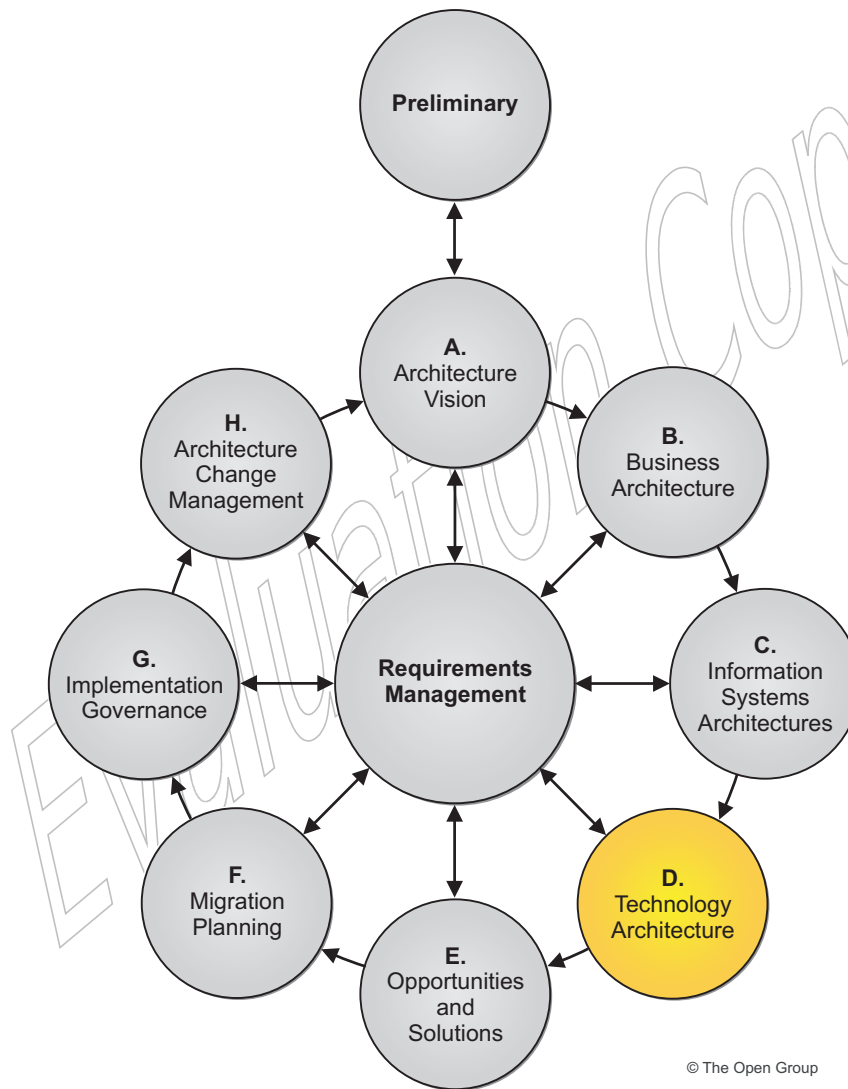 Preliminary
A.
Architecture
Vision
B.
Business
Architecture
C.
Information
Systems
Architectures
D.
Technology
Architecture
E.
Opportunities
and
Solutions
F.
Migration
Planning
G.
Implementation
Governance
H.
Architecture
Change
Management
Requirements
Management
Evaluation Cop
© The Open Group